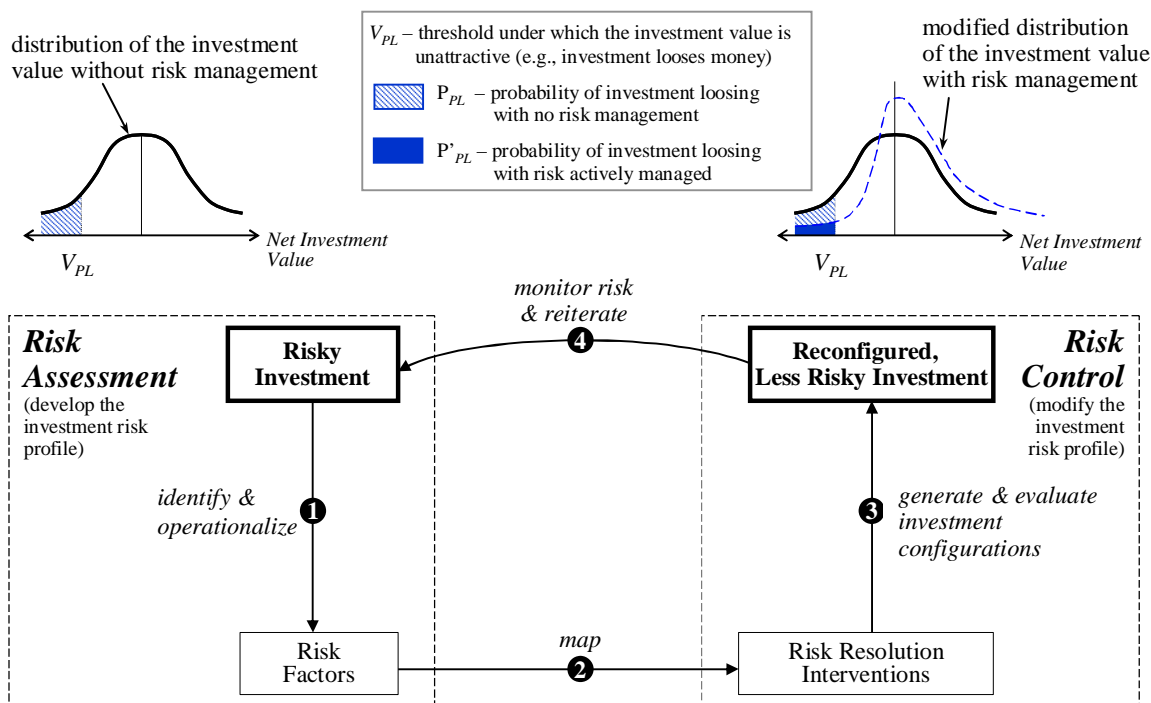 distribution of the investment
value without risk management
Net Investment
Value
V_PL
V_PL – threshold under which the investment value is
unattractive (e.g., investment looses money)
P_PL – probability of investment loosing
with no risk management
P’_PL – probability of investment loosing
with risk actively managed
modified distribution
of the investment value
with risk management
Net Investment
Value
V_PL
monitor risk
& reiterate
4
Risk
Assessment
(develop the
investment risk
profile)
Risky
Investment
Reconfigured,
Less Risky Investment
Risk
Control
(modify the
investment
risk profile)
identify &
operationalize
1
3
generate & evaluate
investment
configurations
Risk
Factors
map
2
Risk Resolution
Interventions